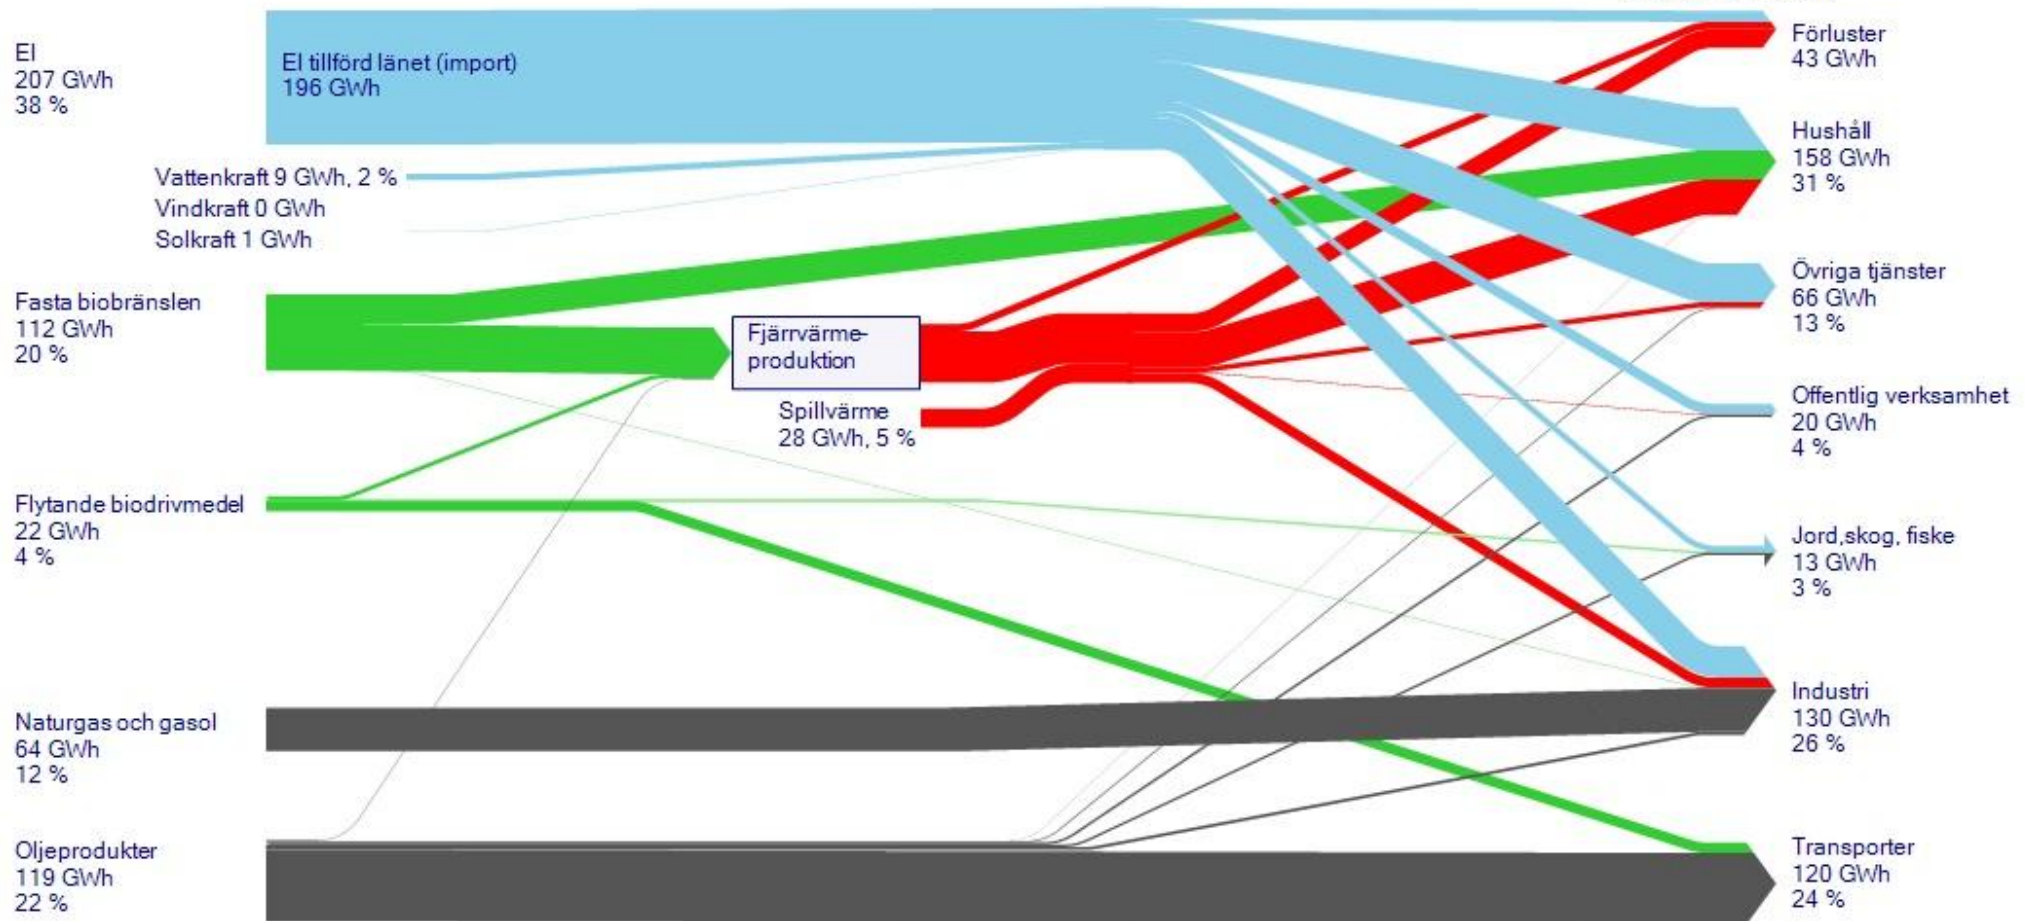 El
207 GWh
38 %
El tillförd länet (import)
196 GWh
Vattenkraft 9 GWh, 2 %
Vindkraft 0 GWh
Solkraft 1 GWh
Fasta biobränslen
112 GWh
20 %
Flytande biodrivmedel
22 GWh
4 %
Naturgas och gasol
64 GWh
12 %
Oljeprodukter
119 GWh
22 %
Fjärrvärme-
produktion
Spillvärme
28 GWh, 5 %
Förluster
43 GWh
Hushåll
158 GWh
31 %
Övriga tjänster
66 GWh
13 %
Offentlig verksamhet
20 GWh
4 %
Jord,skog, fiske
13 GWh
3 %
Industri
130 GWh
26 %
Transporter
120 GWh
24 %